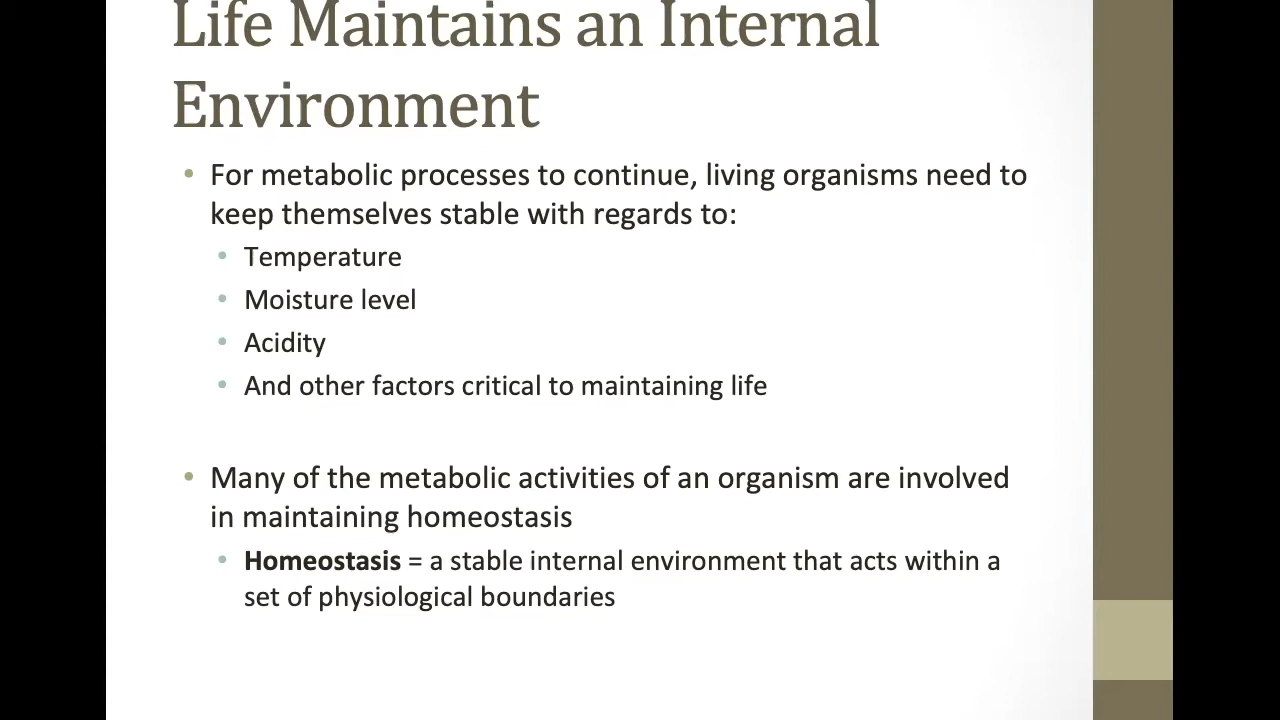 Life Maintains an Internal
Environment
• For metabolic processes to continue, living organisms need to
keep themselves stable with regards to:
• Temperature
• Moisture level
• Acidity
• And other factors critical to maintaining life
• Many of the metabolic activities of an organism are involved
in maintaining homeostasis
• Homeostasis = a stable internal environment that acts within a
set of physiological boundaries